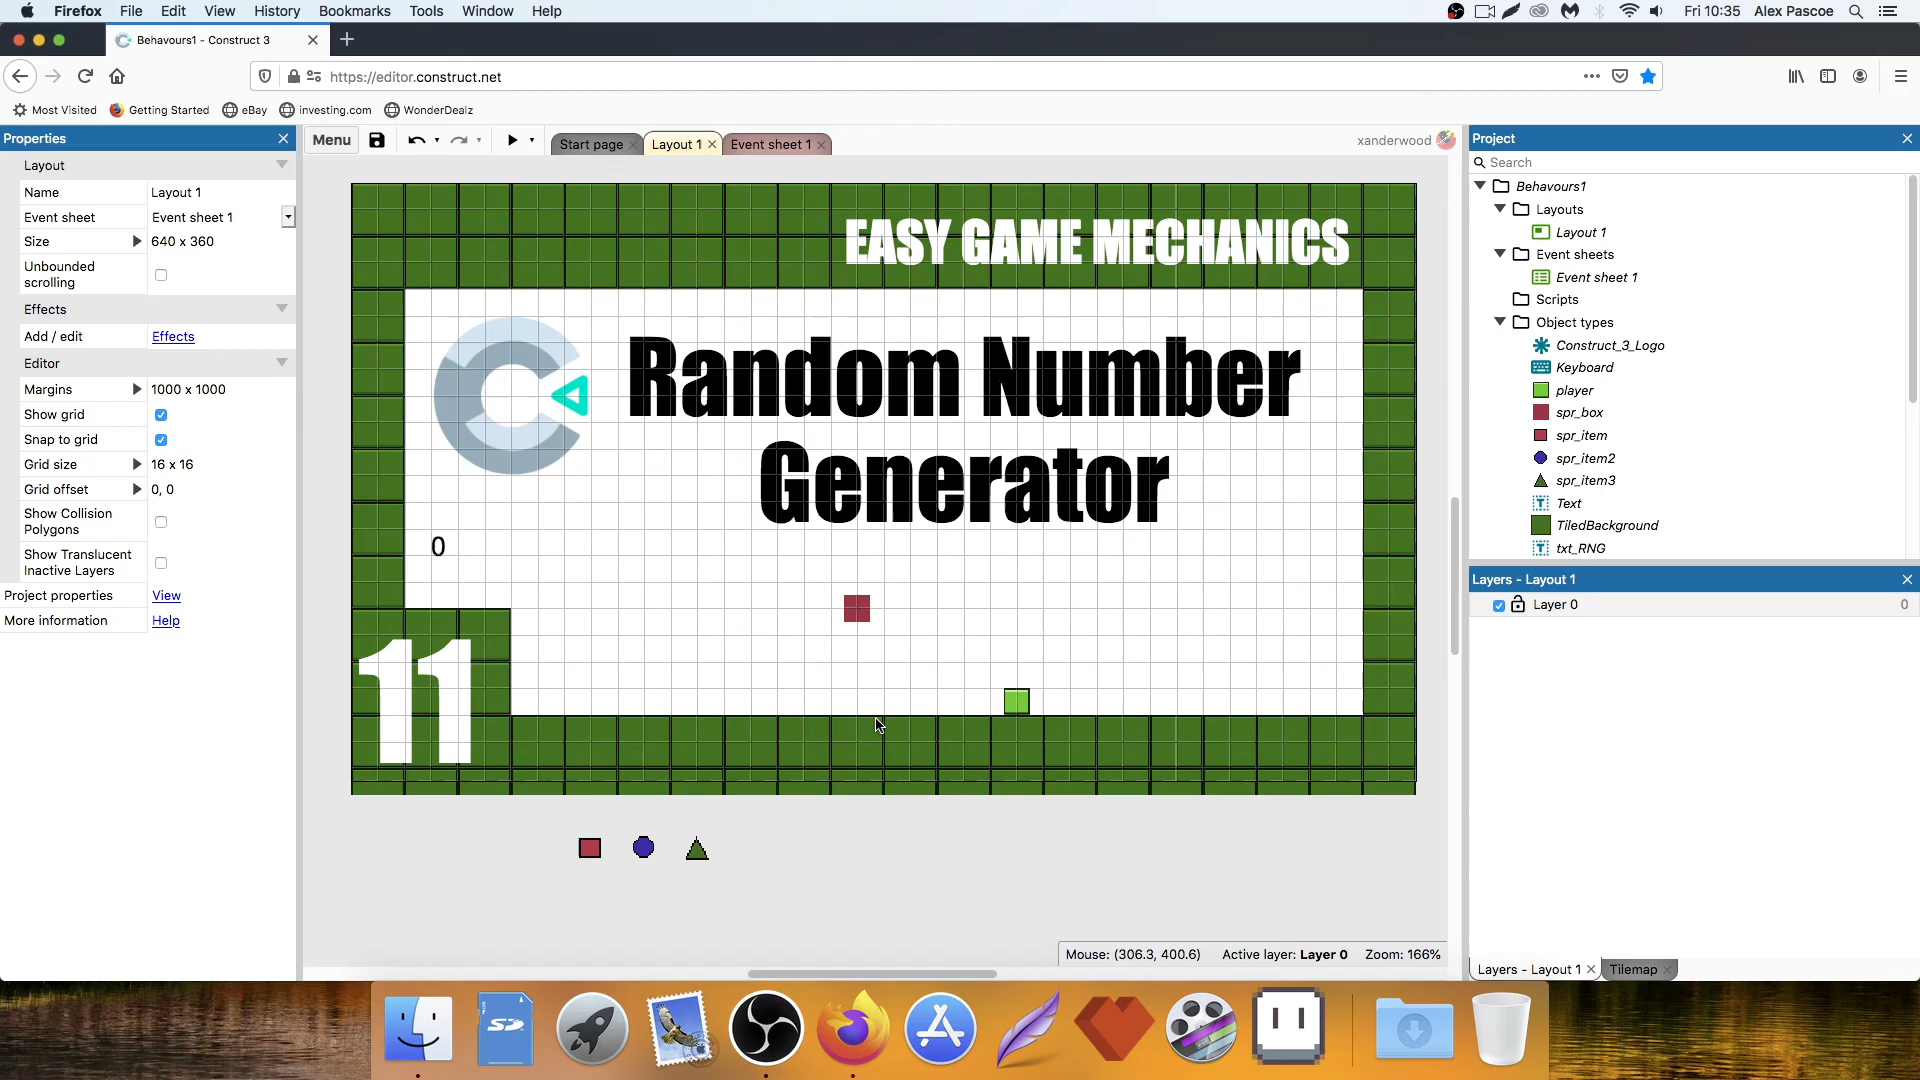 Firefox File Edit View History Bookmarks Tools Window Help
Fri 10:35 Alex Pascoe
Behavours1 - Construct 3
https://editor.construct.net
Most Visited Getting Started eBay investing.com WonderDealz
Properties
Layout
Name Layout 1
Event sheet Event sheet 1
Size 640 x 360
Unbounded
scrolling
Effects
Add / edit Effects
Editor
Margins 1000 x 1000
Show grid
Snap to grid
Grid size 16 x 16
Grid offset 0, 0
Show Collision
Polygons
Show Translucent
Inactive Layers
Project properties View
More information Help
Menu
Start page Layout 1 Event sheet 1
xanderwood
EASY GAME MECHANICS
Random Number
Generator
0
11
Mouse: (306.3, 400.6) Active layer: Layer 0 Zoom: 166%
Project
Search
Behavours1
Layouts
Layout 1
Event sheets
Event sheet 1
Scripts
Object types
Construct_3_Logo
Keyboard
player
spr_box
spr_item
spr_item2
spr_item3
Text
TiledBackground
txt_RNG
Layers - Layout 1
Layer 0 0
Layers - Layout 1 Tilemap